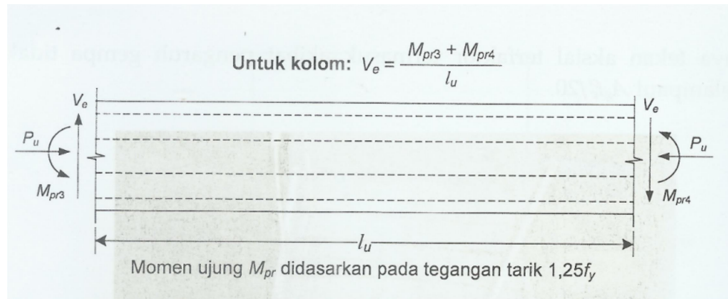 Untuk kolom: Ve = Mpr3 + Mpr4 / lu
Ve
Ve
Pu
Pu
Mpr3
Mpr4
lu
Momen ujung Mpr didasarkan pada tegangan tarik 1,25fy